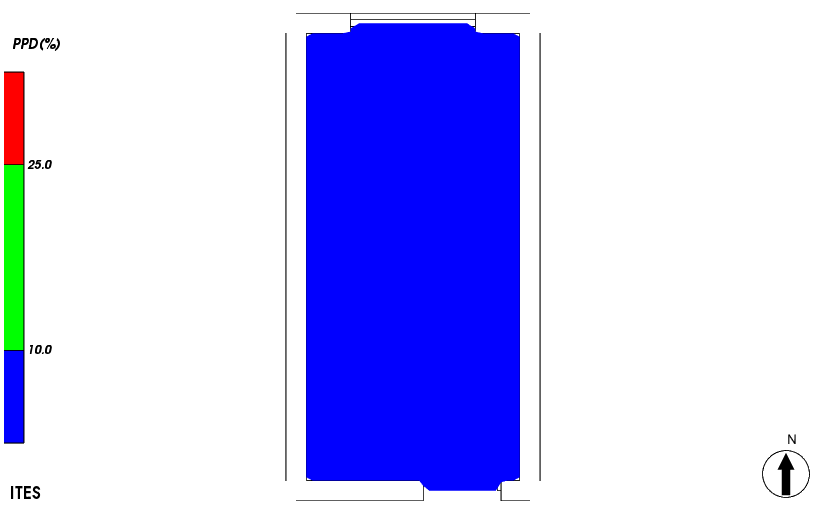 PPD(%)
25.0
10.0
N
ITES